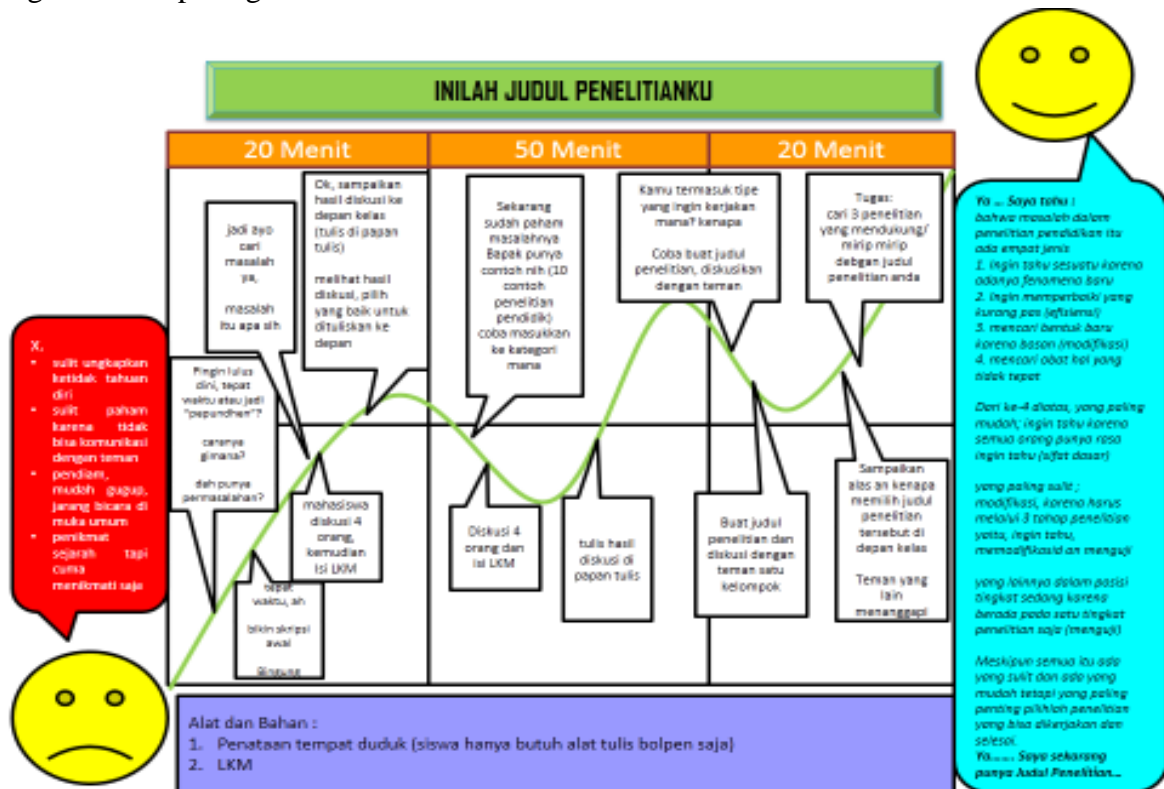 INILAH JUDUL PENELITIANKU
20 Menit
50 Menit
20 Menit
X.
• sulit ungkapkan
ketidak tahuan
diri
• sulit paham
karena tidak
bisa komunikasi
dengan teman
• pendiam,
mudah gugup,
jarang bicara di
muka umum
• penikmat
sejarah tapi
cuma
menikmati saja
Pingin lulus
dini, tepat
waktu atau jadi
"pepundhen"?
caranya
gimana?
dah punya
permasalahan?
jadi ayo
cari
masalah
ya,
masalah
itu apa sih
Ok, sampaikan
hasil diskusi ke
depan kelas
(tulis di papan
tulis)
melihat hasil
diskusi, pilih
yang baik untuk
dituliskan ke
depan
tepat
waktu, ah
bikin skripsi
awal
Bingung
mahasiswa
diskusi 4
orang,
kemudian
isi LKM
Sekarang
sudah paham
masalahnya
Bapak punya
contoh nih (10
contoh
penelitian
pendidik)
coba masukkan
ke kategori
mana
Diskusi 4
orang dan
isi LKM
tulis hasil
diskusi di
papan tulis
Kamu termasuk tipe
yang ingin kerjakan
mana? kenapa
Coba buat judul
penelitian, diskusikan
dengan teman
Tugas:
cari 3 penelitian
yang mendukung/
mirip mirip
debgan judul
penelitian anda
Buat judul
penelitian dan
diskusi dengan
teman satu
kelompok
Sampaikan
alas an kenapa
memilih judul
penelitian
tersebut di
depan kelas
Teman yang
lain
menanggapi
Ya ... Saya tahu :
bahwa masalah dalam
penelitian pendidikan itu
ada empat jenis
1. ingin tahu sesuatu karena
adanya fenomena baru
2. ingin memperbaiki yang
kurang pas (efisiensi)
3. mencari bentuk baru
karena bosan (modifikasi)
4. mencari obat hal yang
tidak tepat
Dari ke-4 diatas, yang paling
mudah; ingin tahu karena
semua orang punya rasa
ingin tahu (sifat dasar)
yang paling sulit ;
modifikasi, karena harus
melalui 3 tahap penelitian
yaitu, ingin tahu,
memodifikasid an menguji
yang lainnya dalam posisi
tingkat sedang karena
berada pada satu tingkat
penelitian saja (menguji)
Meskipun semua itu ada
yang sulit dan ada yang
mudah tetapi yang paling
penting pilihlah penelitian
yang bisa dikerjakan dan
selesai.
Ya....... Saya sekarang
punya Judul Penelitian...
Alat dan Bahan :
1. Penataan tempat duduk (siswa hanya butuh alat tulis bolpen saja)
2. LKM